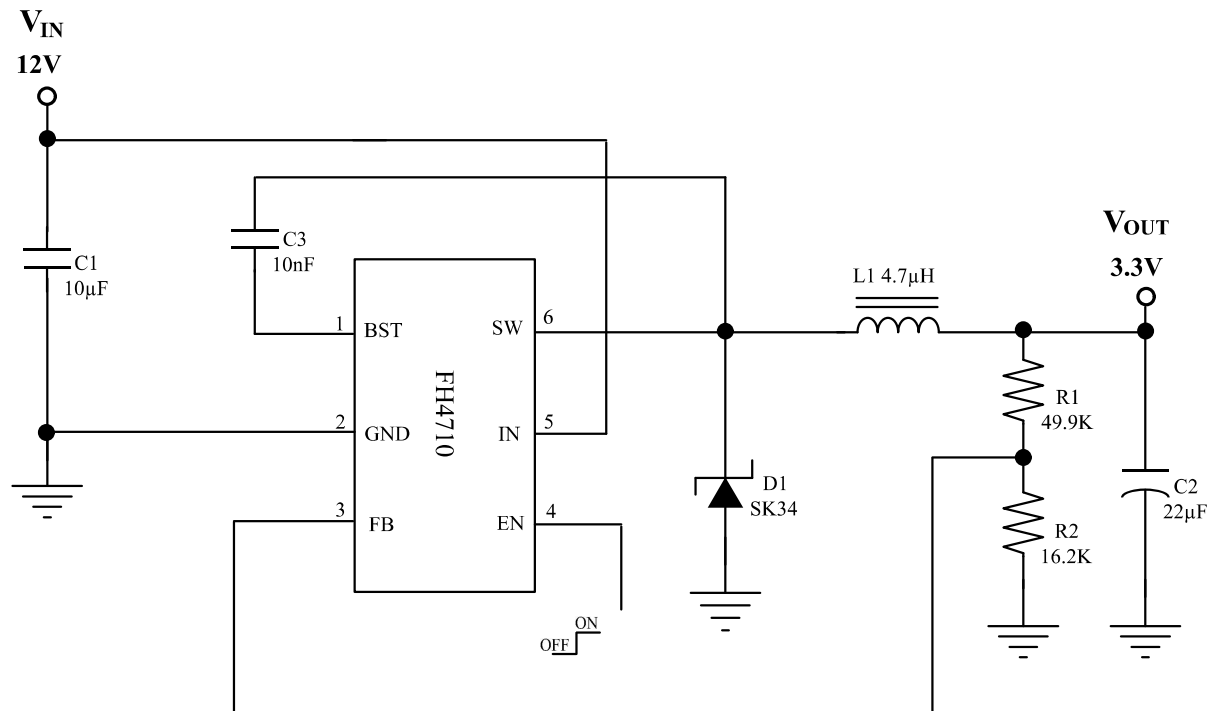 VIN
12V
C1
10µF
C3
10nF
1
BST
2
GND
3
FB
FH4710
SW
6
IN
5
EN
4
OFF
ON
D1
SK34
L1 4.7µH
VOUT
3.3V
R1
49.9K
R2
16.2K
C2
22µF